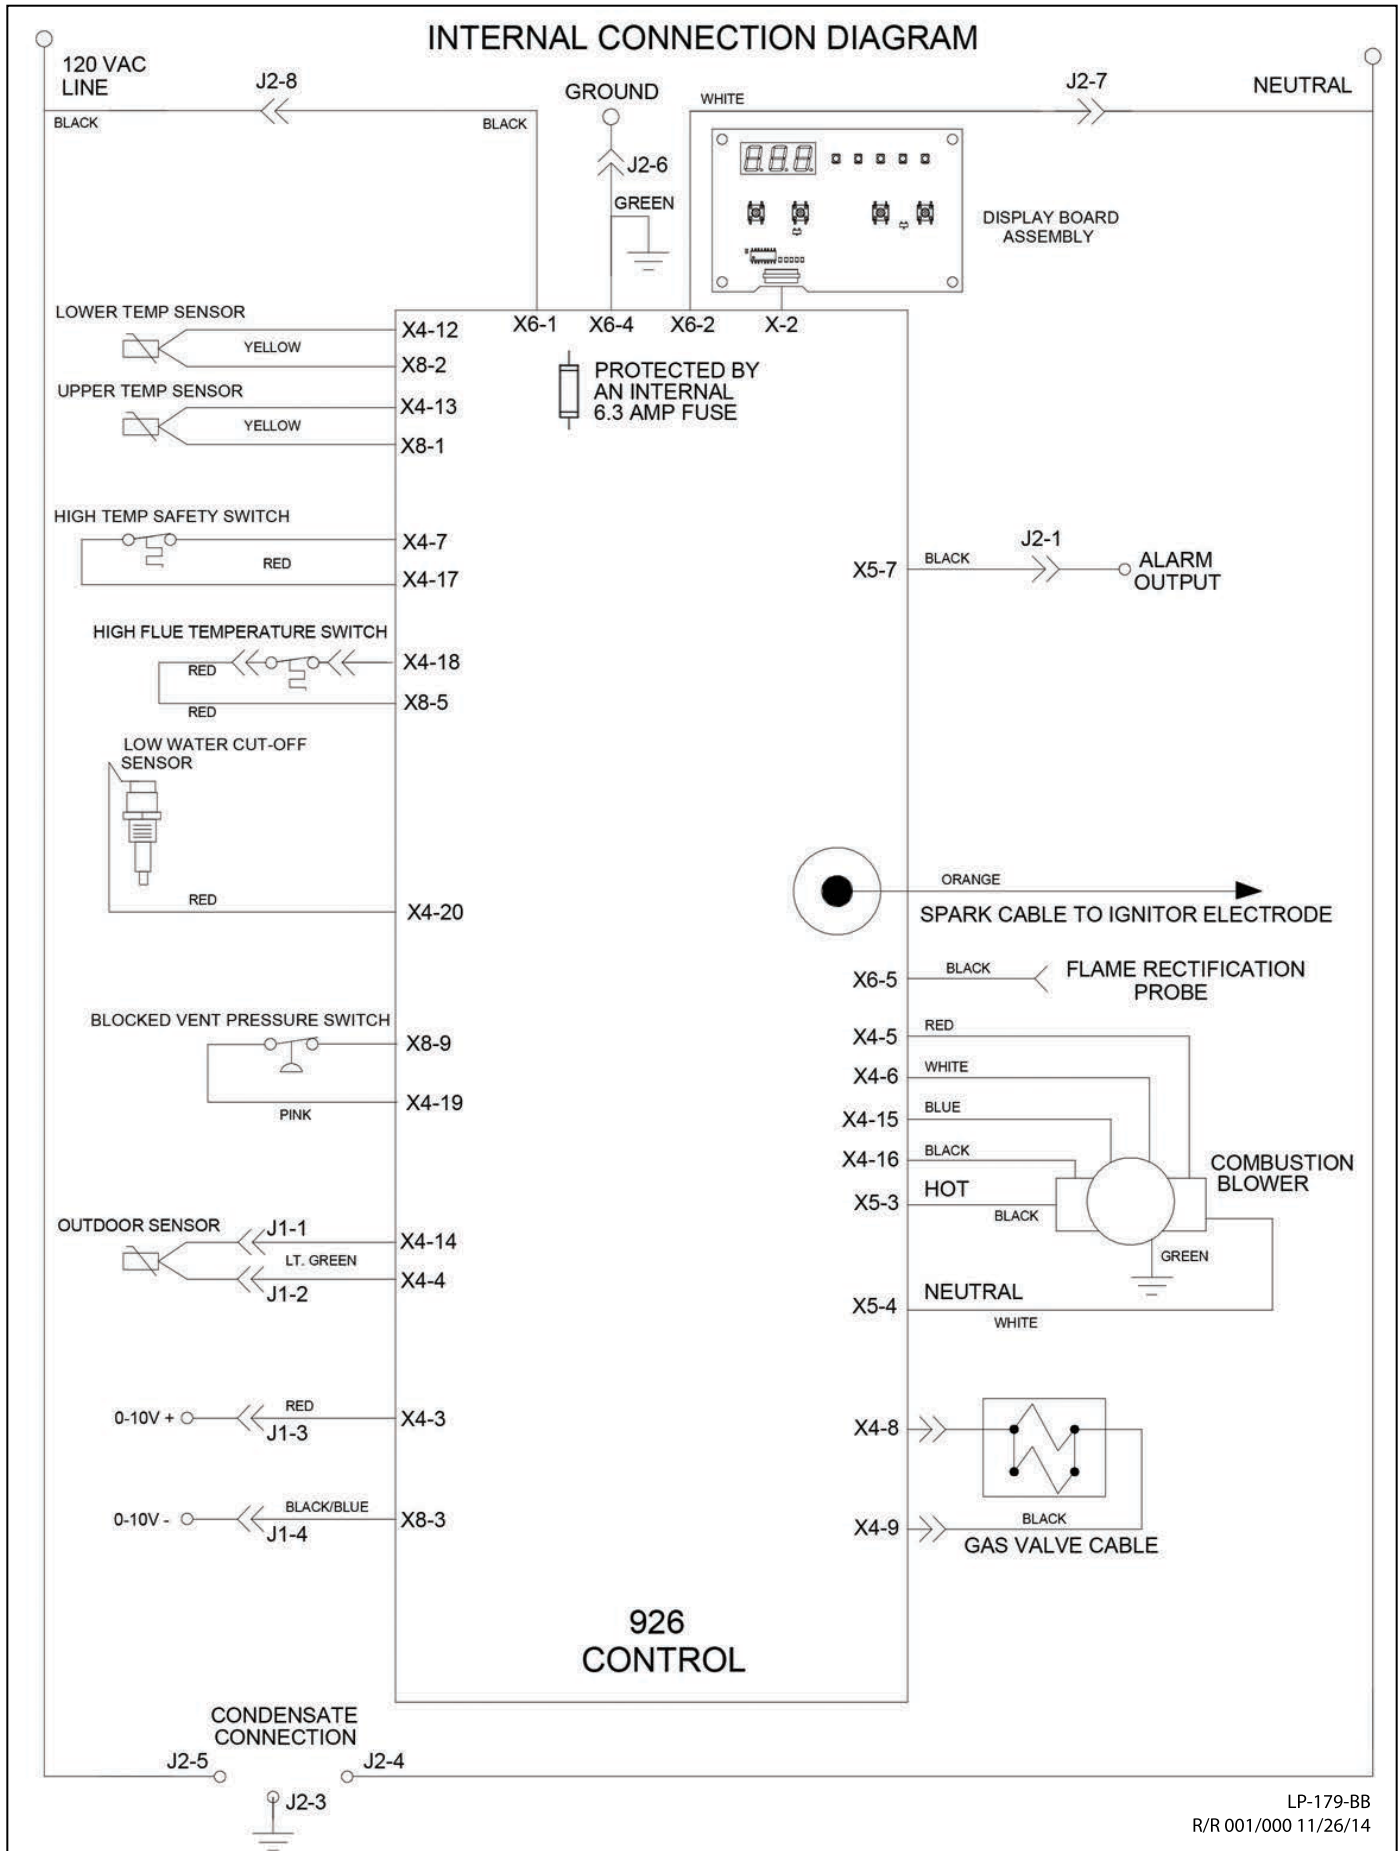 INTERNAL CONNECTION DIAGRAM
120 VAC
LINE
J2-8
BLACK
BLACK
GROUND
J2-6
GREEN
WHITE
J2-7
NEUTRAL
DISPLAY BOARD
ASSEMBLY
X6-1
X6-4
X6-2
X-2
PROTECTED BY
AN INTERNAL
6.3 AMP FUSE
LOWER TEMP SENSOR
YELLOW
X4-12
X8-2
UPPER TEMP SENSOR
YELLOW
X4-13
X8-1
HIGH TEMP SAFETY SWITCH
RED
X4-7
X4-17
HIGH FLUE TEMPERATURE SWITCH
RED
X4-18
RED
X8-5
LOW WATER CUT-OFF
SENSOR
RED
X4-20
BLOCKED VENT PRESSURE SWITCH
X8-9
X4-19
PINK
OUTDOOR SENSOR
J1-1
X4-14
LT. GREEN
J1-2
X4-4
0-10V +
RED
J1-3
X4-3
0-10V -
BLACK/BLUE
J1-4
X8-3
X5-7
BLACK
J2-1
ALARM
OUTPUT
ORANGE
SPARK CABLE TO IGNITOR ELECTRODE
X6-5
BLACK
FLAME RECTIFICATION
PROBE
X4-5
RED
X4-6
WHITE
X4-15
BLUE
X4-16
BLACK
X5-3
HOT
BLACK
COMBUSTION
BLOWER
GREEN
X5-4
NEUTRAL
WHITE
X4-8
X4-9
BLACK
GAS VALVE CABLE
926
CONTROL
CONDENSATE
CONNECTION
J2-5
J2-4
J2-3
LP-179-BB
R/R 001/000 11/26/14